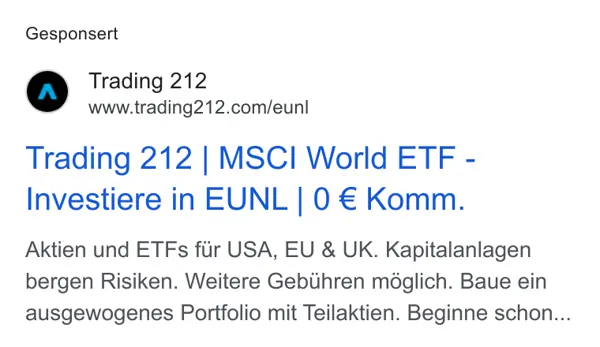 Gesponsert
Trading 212
www.trading212.com/eunl
Trading 212 | MSCI World ETF -
Investiere in EUNL | 0 € Komm.
Aktien und ETFs für USA, EU & UK. Kapitalanlagen
bergen Risiken. Weitere Gebühren möglich. Baue ein
ausgewogenes Portfolio mit Teilaktien. Beginne schon...